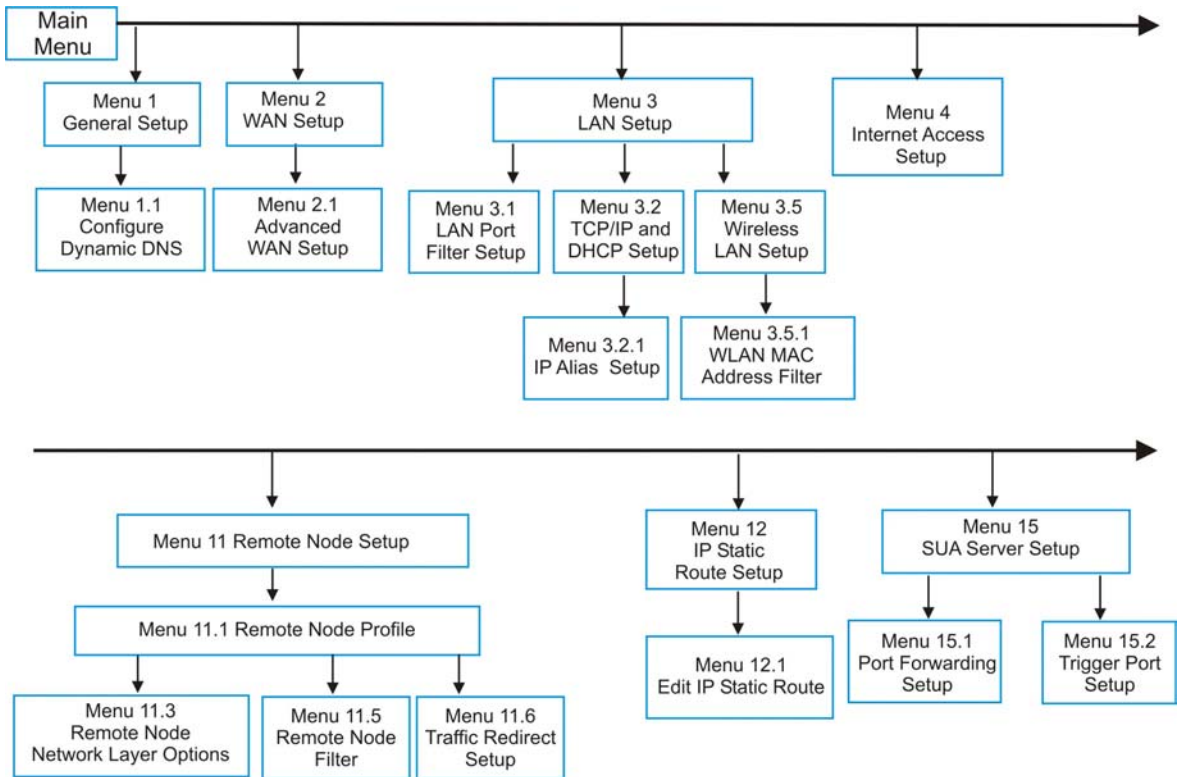 Main
Menu
Menu 1
General Setup
Menu 2
WAN Setup
Menu 3
LAN Setup
Menu 4
Internet Access
Setup
Menu 1.1
Configure
Dynamic DNS
Menu 2.1
Advanced
WAN Setup
Menu 3.1
LAN Port
Filter Setup
Menu 3.2
TCP/IP and
DHCP Setup
Menu 3.5
Wireless
LAN Setup
Menu 3.2.1
IP Alias Setup
Menu 3.5.1
WLAN MAC
Address Filter
Menu 11 Remote Node Setup
Menu 12
IP Static
Route Setup
Menu 15
SUA Server Setup
Menu 11.1 Remote Node Profile
Menu 12.1
Edit IP Static Route
Menu 15.1
Port Forwarding
Setup
Menu 15.2
Trigger Port
Setup
Menu 11.3
Remote Node
Network Layer Options
Menu 11.5
Remote Node
Filter
Menu 11.6
Traffic Redirect
Setup